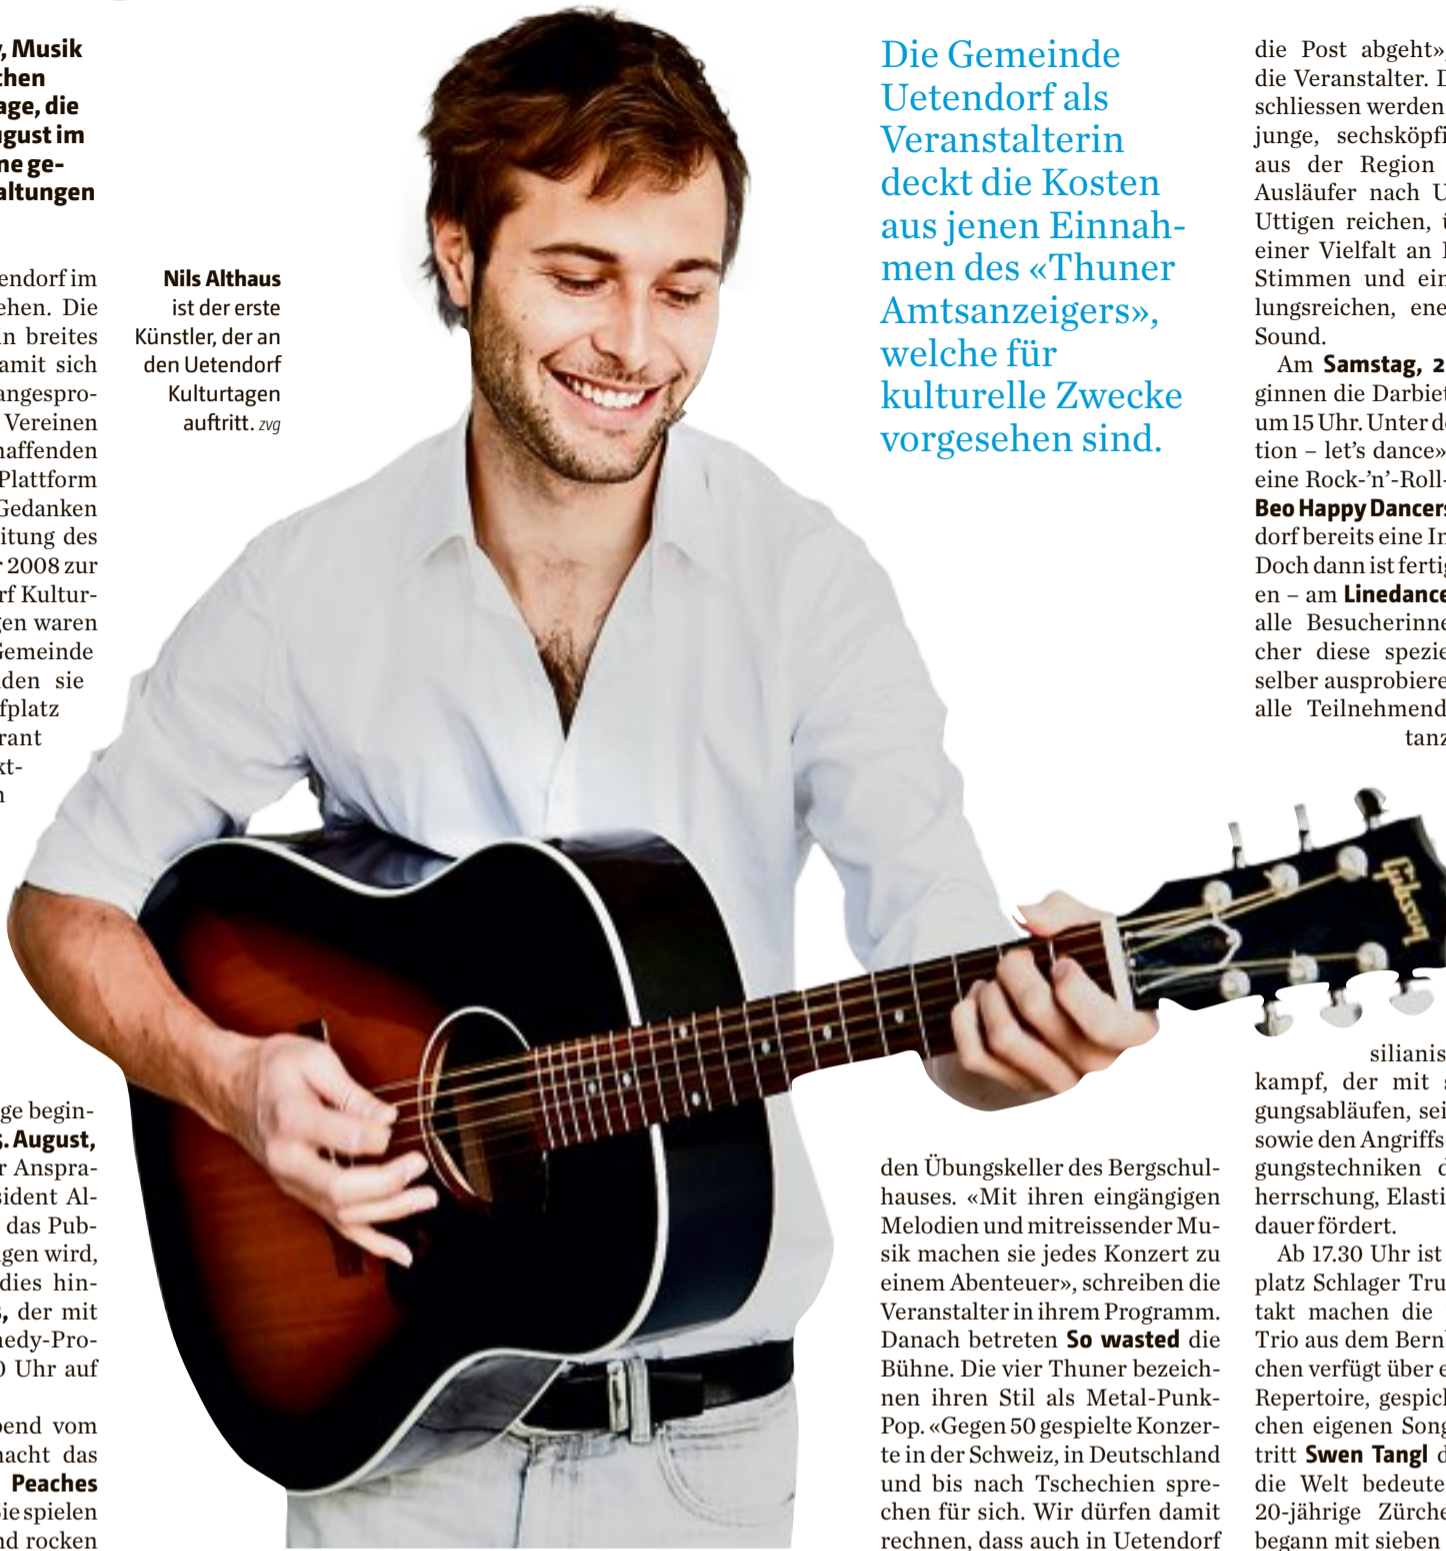 , Musik
chen
age, die
ugust im
ne ge-
altungen
endorf im
ehen. Die
in breites
amit sich
angespro-
Vereinen
haffenden
Plattform
Gedanken
itung des
r 2008 zur
rf Kultur-
gen waren
Gemeinde
den sie
fplatz
rant
kt-
n
ge begin-
5. August,
r Anspra-
sident Al-
das Pub-
gen wird,
dies hin-
s, der mit
medy-Pro-
0 Uhr auf
bend vom
macht das
Peaches
Sie spielen
nd rocken
Nils Althaus
ist der erste
Künstler, der an
den Uetendorf
Kulturtagen
auftritt. zvg
Die Gemeinde
Uetendorf als
Veranstalterin
deckt die Kosten
aus jenen Einnah-
men des «Thuner
Amtsanzeigers»,
welche für
kulturelle Zwecke
vorgesehen sind.
Gibson
den Übungskeller des Bergschul-
hauses. «Mit ihren eingängigen
Melodien und mitreissender Mu-
sik machen sie jedes Konzert zu
einem Abenteuer», schreiben die
Veranstalter in ihrem Programm.
Danach betreten So wasted die
Bühne. Die vier Thuner bezeich-
nen ihren Stil als Metal-Punk-
Pop. «Gegen 50 gespielte Konzer-
te in der Schweiz, in Deutschland
und bis nach Tschechien spre-
chen für sich. Wir dürfen damit
rechnen, dass auch in Uetendorf
die Post abgeht»,
die Veranstalter. D
schliessen werden
junge, sechsköpfi
aus der Region
Ausläufer nach U
Uttigen reichen, ü
einer Vielfalt an I
Stimmen und ein
lungsreichen, ene
Sound.
Am Samstag, 2
ginnen die Darbiet
um 15 Uhr. Unter de
tion – let's dance»
eine Rock-'n'-Roll-
Beo Happy Dancers
dorf bereits eine In
Doch dann ist fertig
en – am Linedance
alle Besucherinne
cher diese spezie
selber ausprobiere
alle Teilnehmend
tanz
silianis
kampf, der mit s
gungsabläufen, sei
sowie den Angriffs
gungstechniken d
herrschung, Elasti
dauer fördert.
Ab 17.30 Uhr ist
platz Schlager Tru
takt machen die
Trio aus dem Bern
chen verfügt über e
Repertoire, gespick
chen eigenen Song
tritt Swen Tangl d
die Welt bedeute
20-jährige Zürche
begann mit sieben